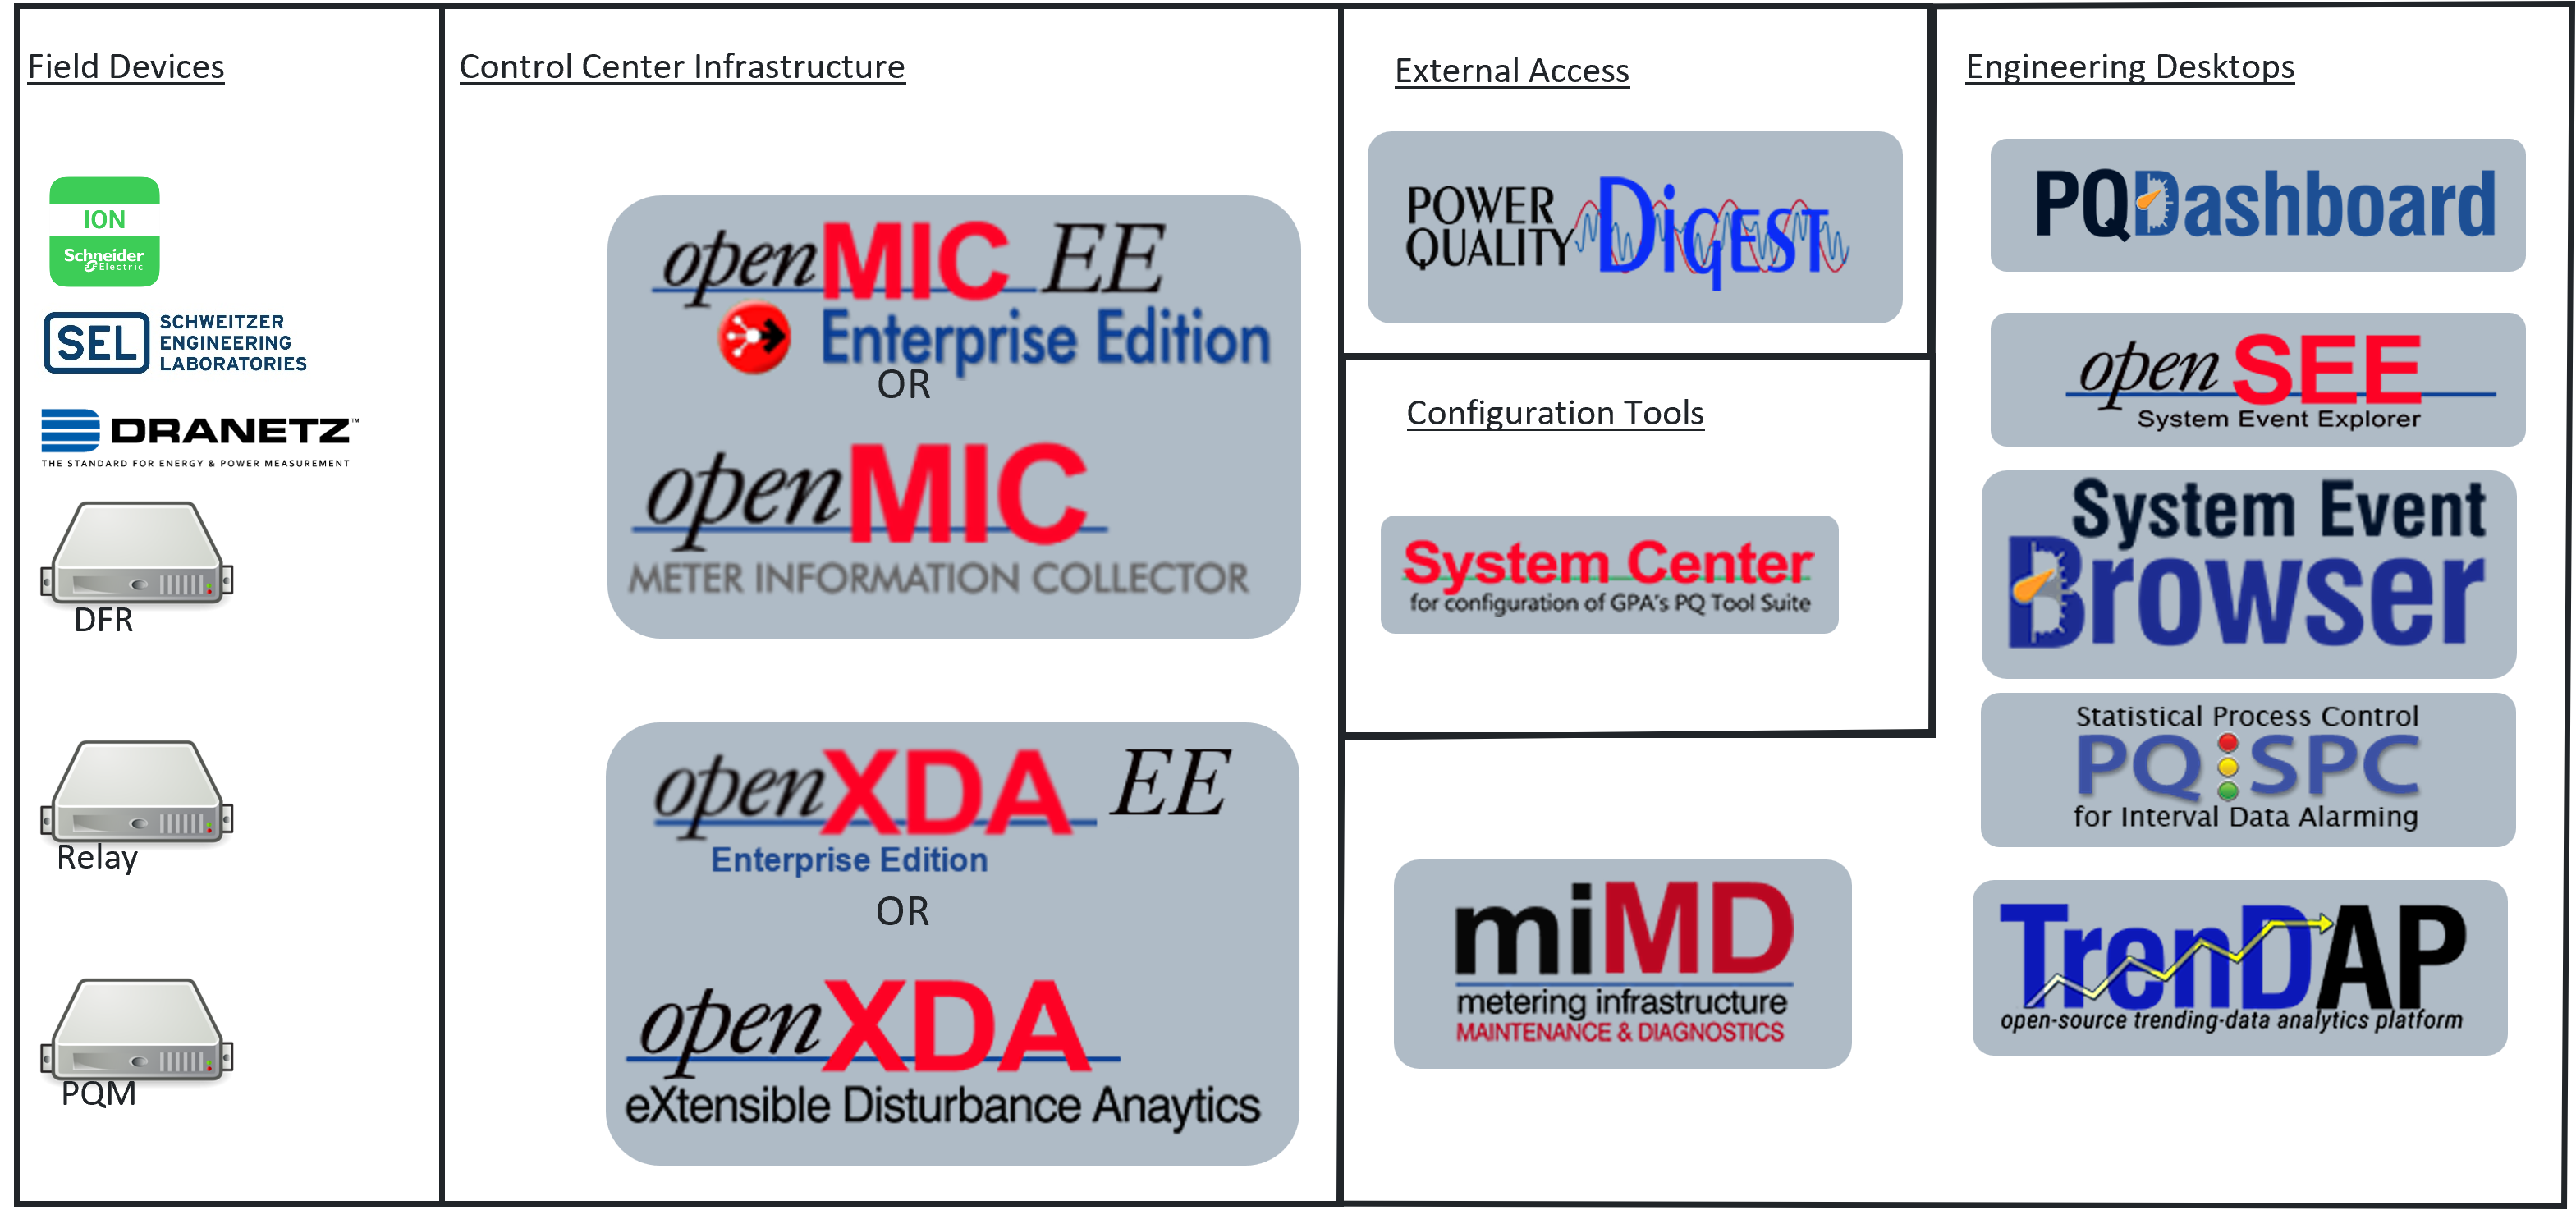 Field Devices
ION
Schneider
Electric
SEL
SCHWEITZER
ENGINEERING
LABORATORIES
DRANETZ™
THE STANDARD FOR ENERGY & POWER MEASUREMENT
DFR
Relay
PQM
Control Center Infrastructure
openMIC EE
Enterprise Edition
OR
openMIC
METER INFORMATION COLLECTOR
openXDA EE
Enterprise Edition
OR
openXDA
eXtensible Disturbance Anaytics
External Access
POWER
QUALITY
DiGEST
Configuration Tools
System Center
for configuration of GPA's PQ Tool Suite
miMD
metering infrastructure
MAINTENANCE & DIAGNOSTICS
Engineering Desktops
PQDashboard
open SEE
System Event Explorer
System Event
Browser
Statistical Process Control
PQ SPC
for Interval Data Alarming
TrenDAP
open-source trending-data analytics platform